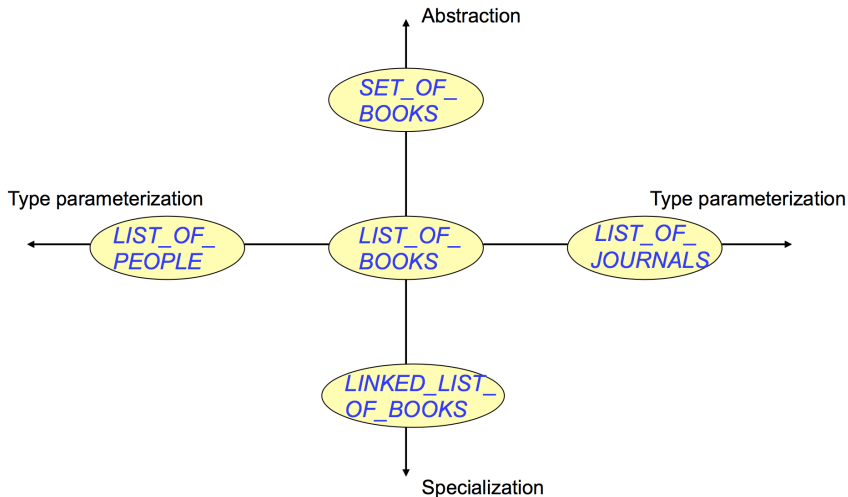 Abstraction
SET_OF_
BOOKS
Type parameterization
Type parameterization
LIST_OF_
PEOPLE
LIST_OF_
BOOKS
LIST_OF_
JOURNALS
LINKED_LIST_
OF_BOOKS
Specialization